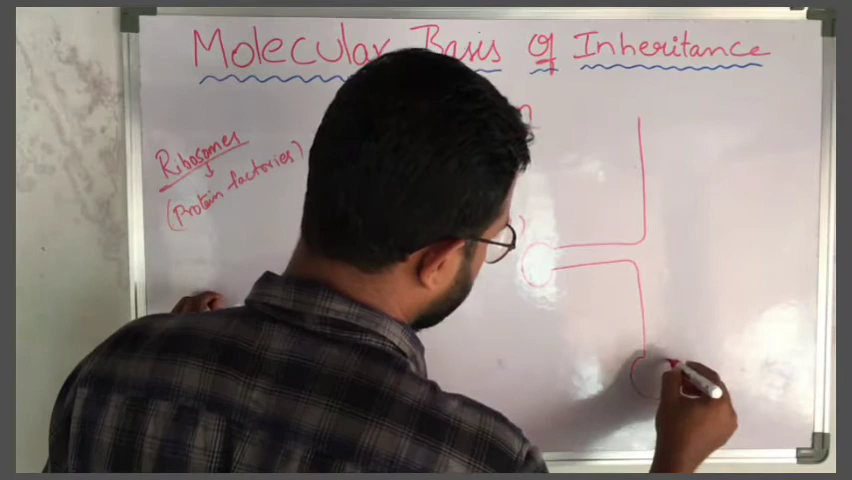 Molecular Basis Of Inheritance
Ribosomes
(Protein factories)